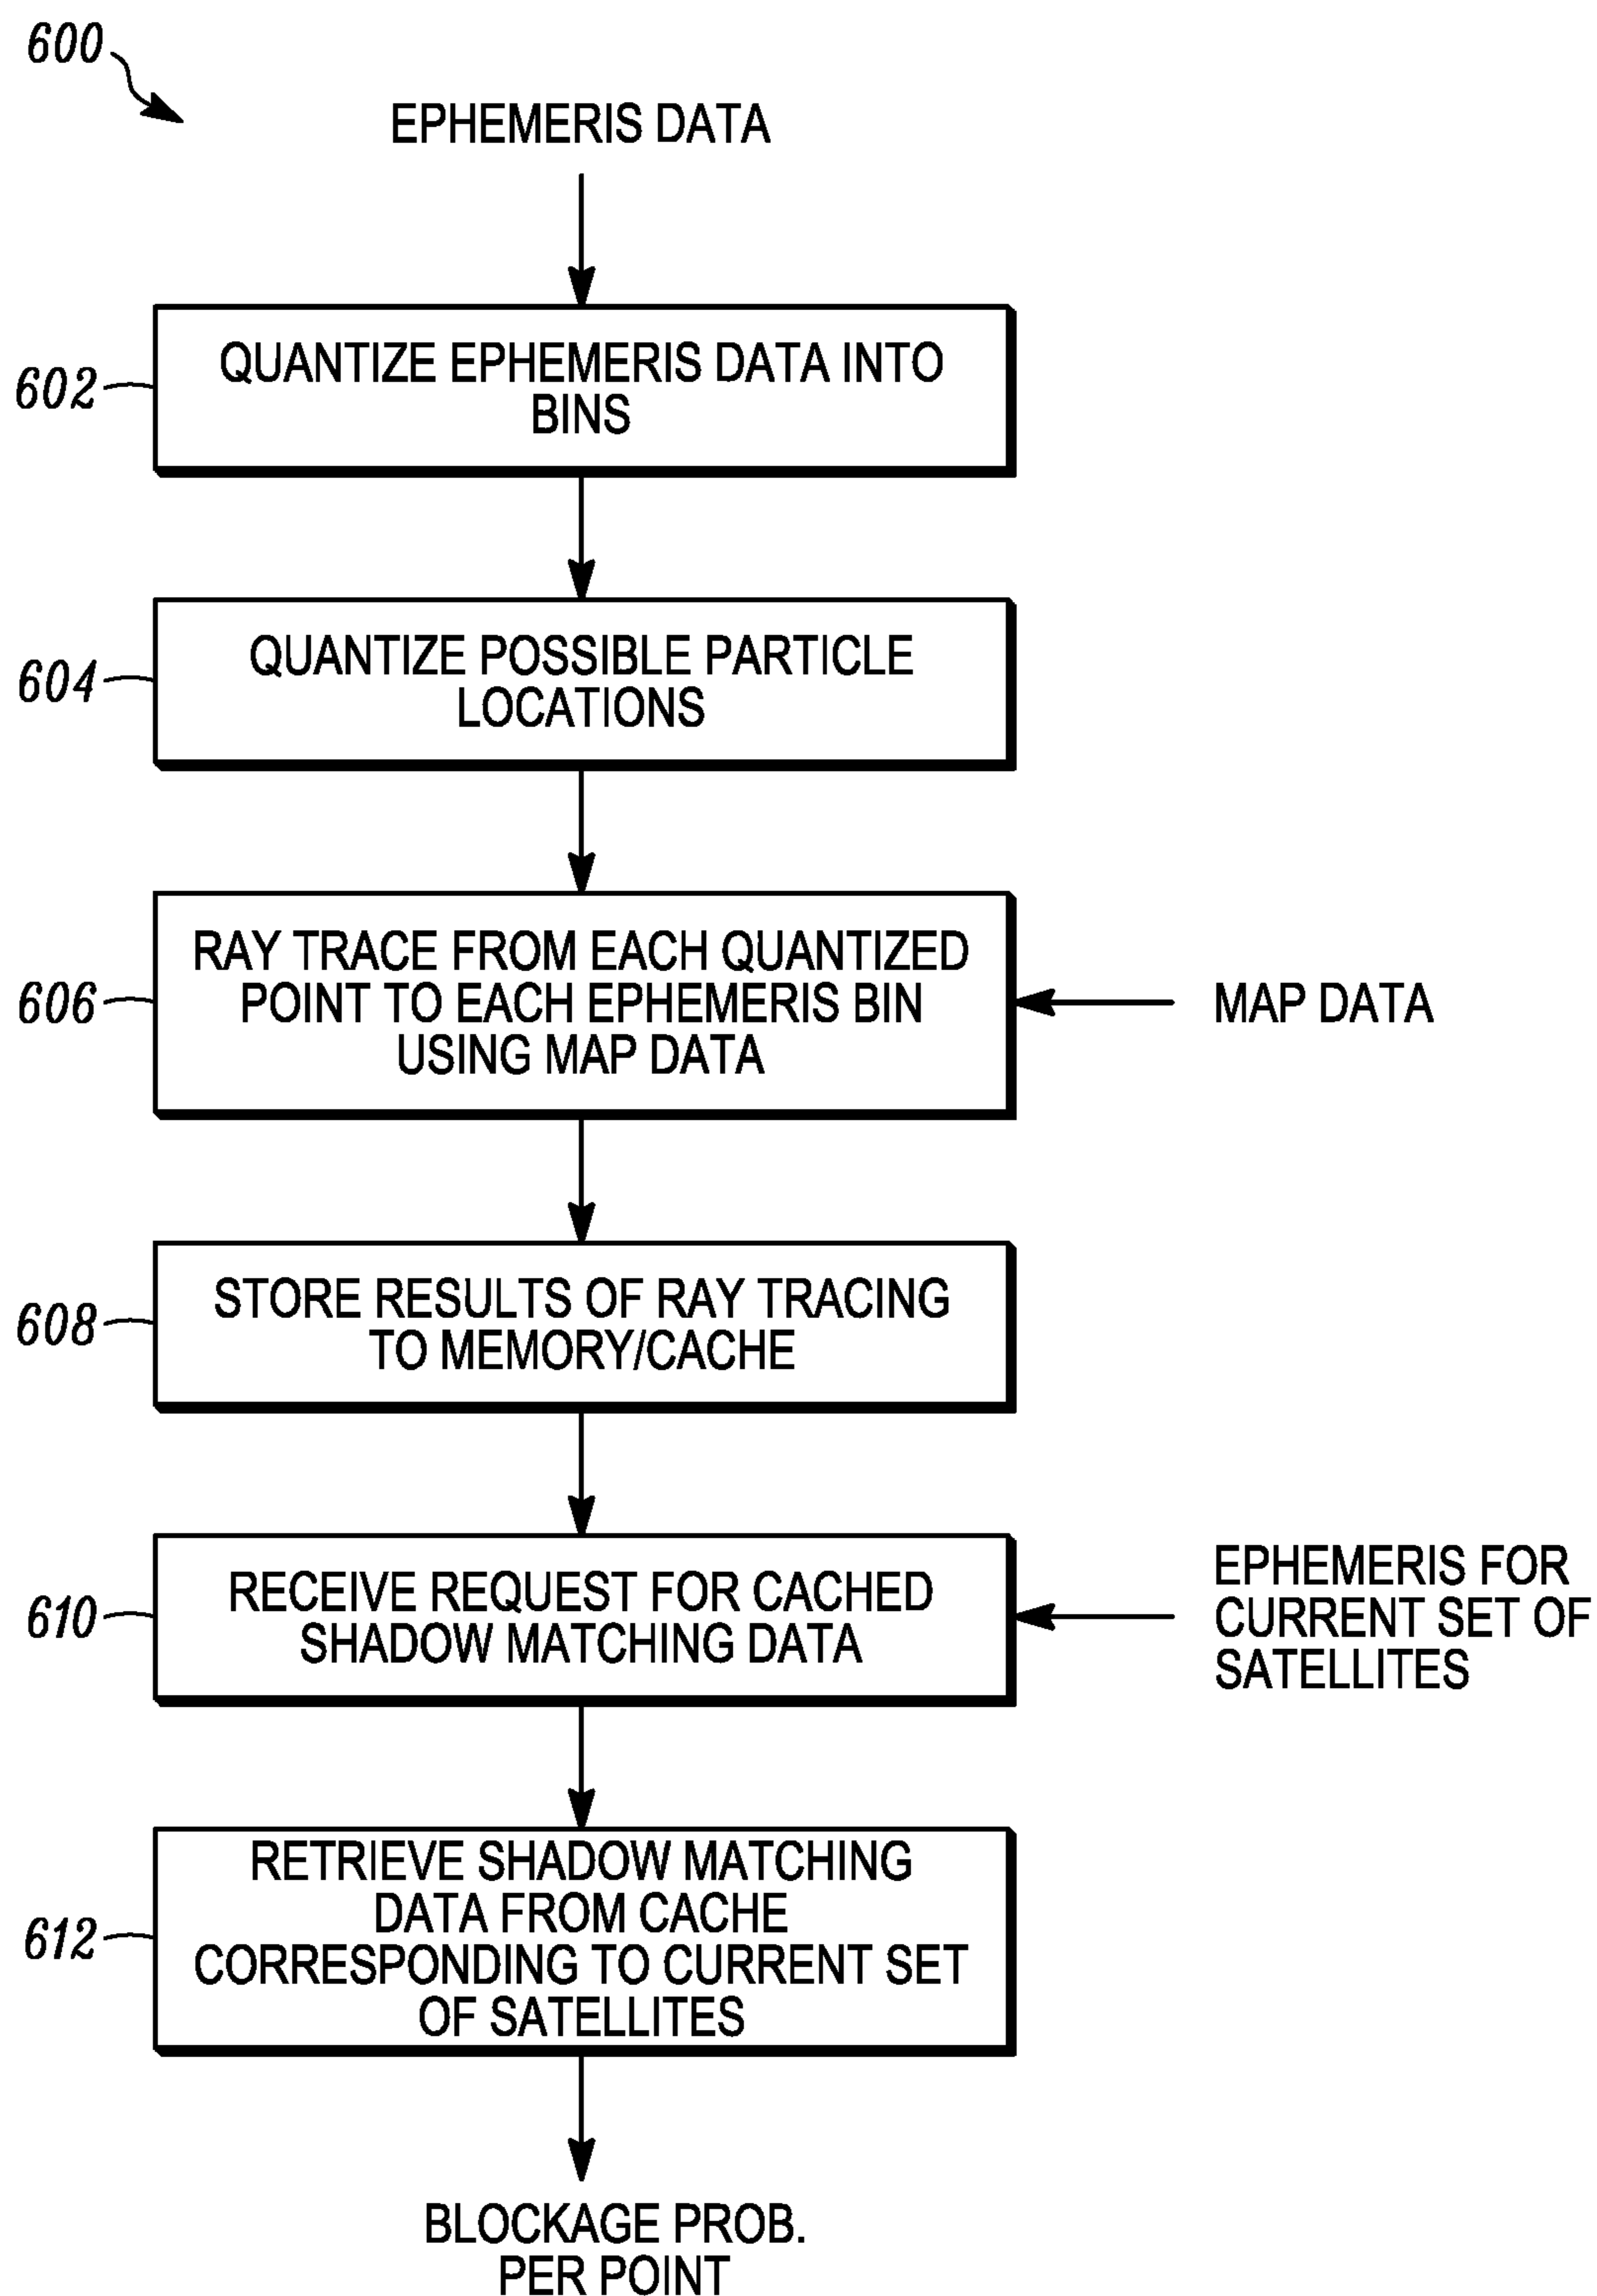 600
EPHEMERIS DATA
602
QUANTIZE EPHEMERIS DATA INTO
BINS
604
QUANTIZE POSSIBLE PARTICLE
LOCATIONS
606
RAY TRACE FROM EACH QUANTIZED
POINT TO EACH EPHEMERIS BIN
USING MAP DATA
MAP DATA
608
STORE RESULTS OF RAY TRACING
TO MEMORY/CACHE
610
RECEIVE REQUEST FOR CACHED
SHADOW MATCHING DATA
EPHEMERIS FOR
CURRENT SET OF
SATELLITES
612
RETRIEVE SHADOW MATCHING
DATA FROM CACHE
CORRESPONDING TO CURRENT SET
OF SATELLITES
BLOCKAGE PROB.
PER POINT